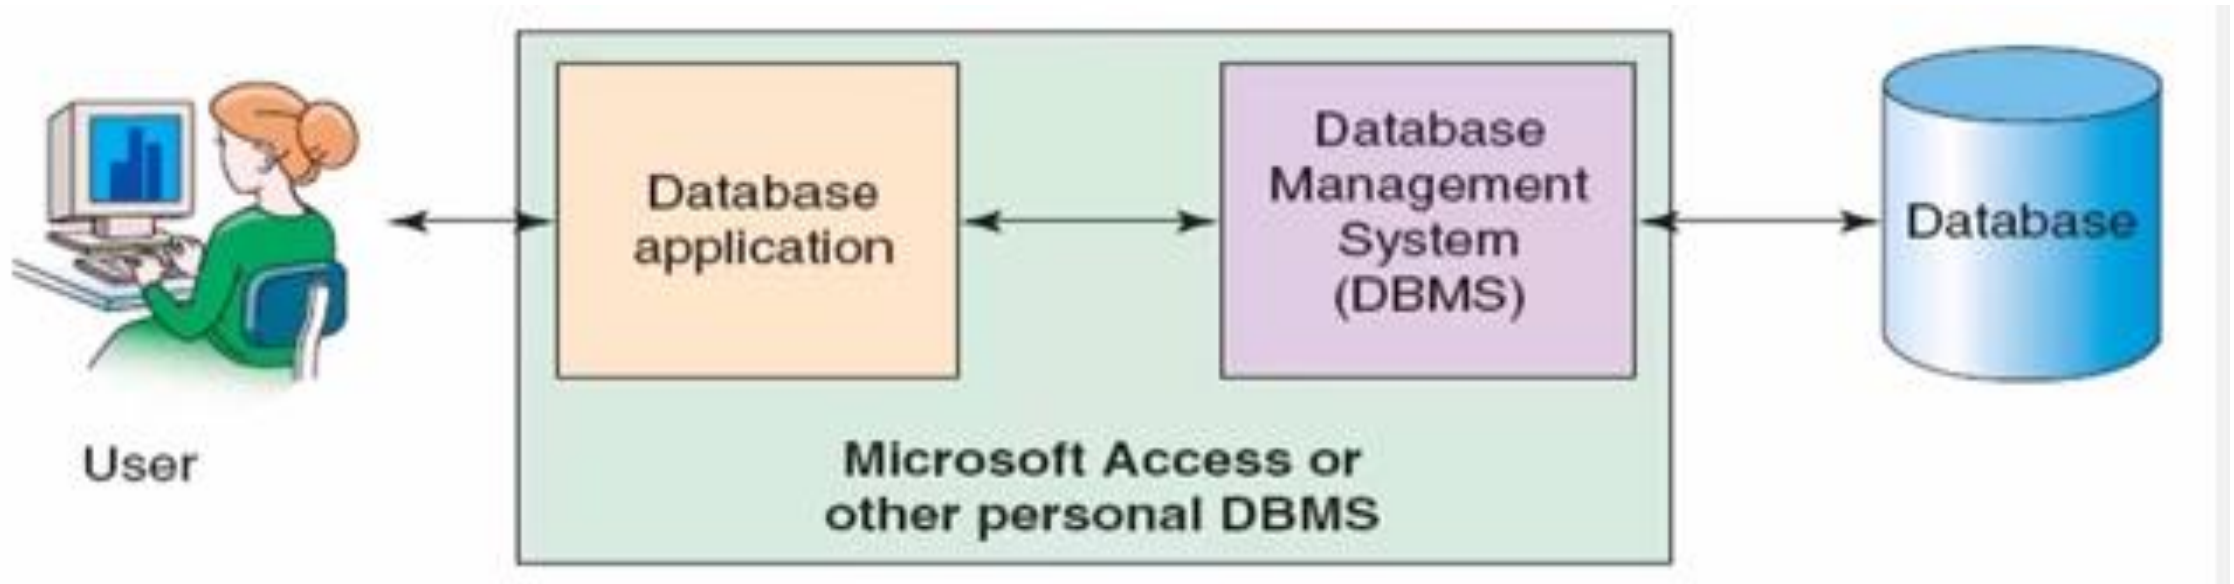 User
Database
application
Database
Management
System
(DBMS)
Microsoft Access or
other personal DBMS
Database